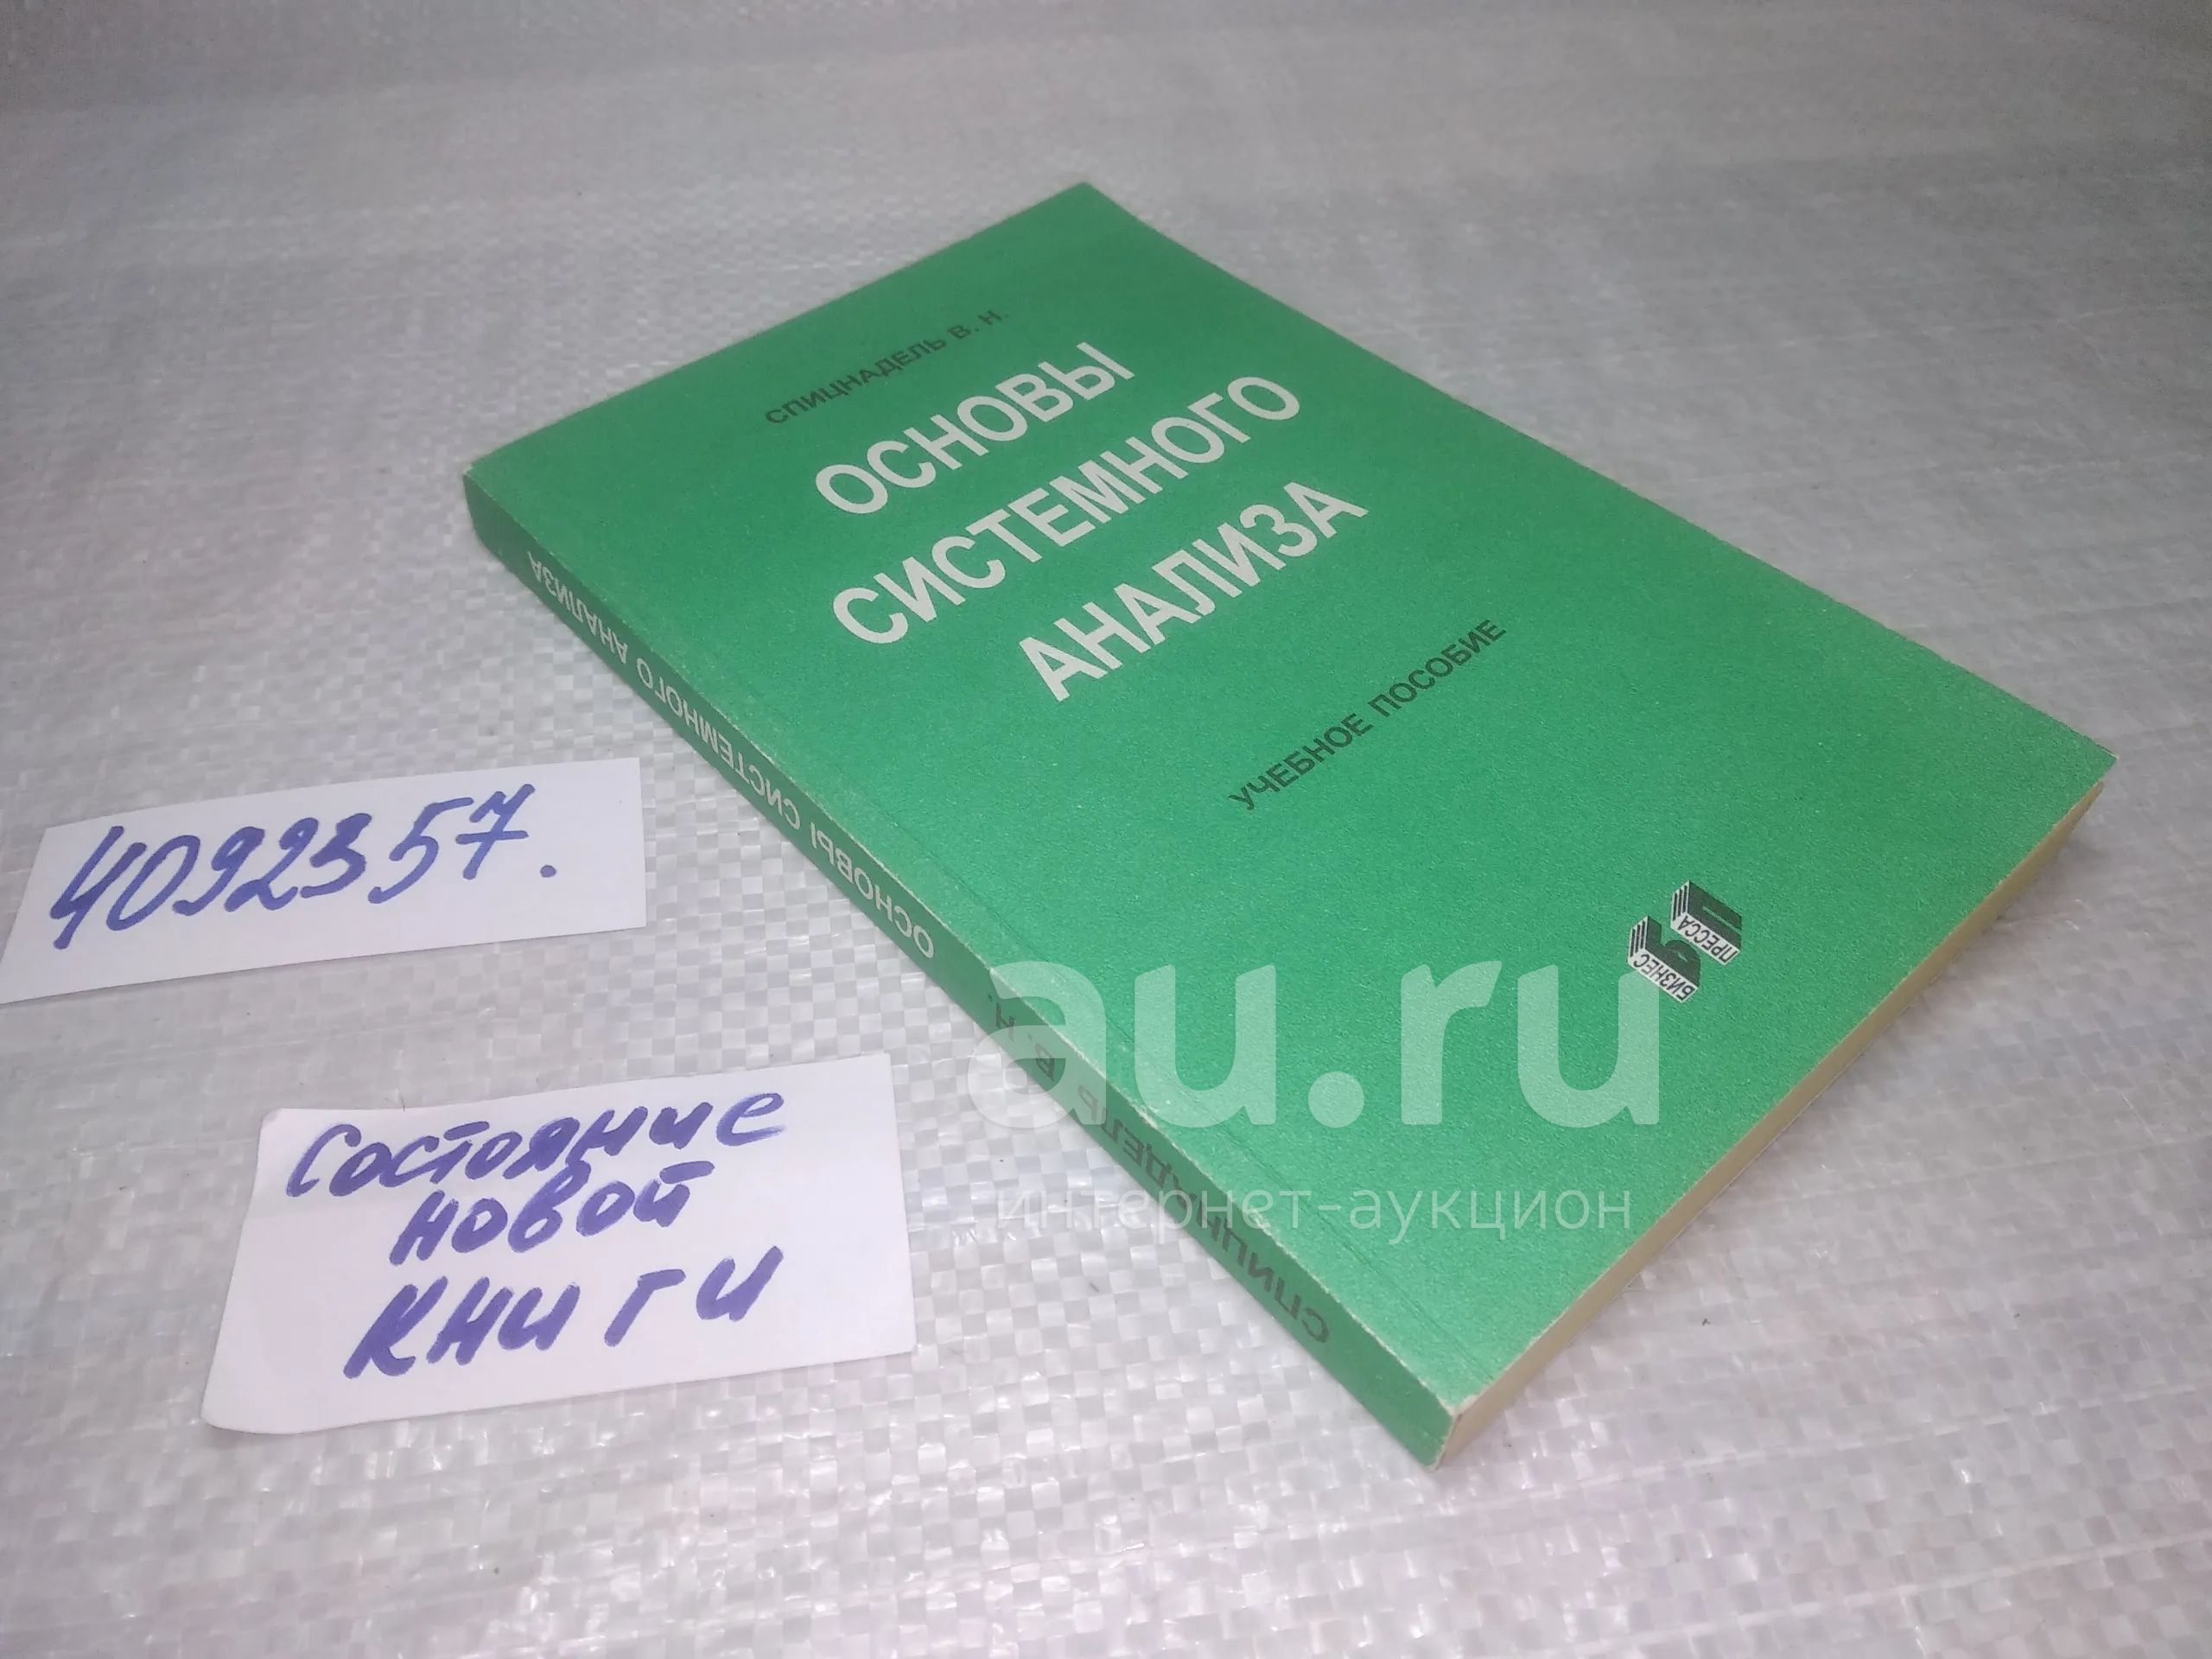 СПИЦНАДЕЛЬ В. Н.
ОСНОВЫ
СИСТЕМНОГО
АНАЛИЗА
УЧЕБНОЕ ПОСОБИЕ
БИЗНЕС
ПРЕССА
БП
СПИЦНАДЕЛЬ В. Н. ОСНОВЫ СИСТЕМНОГО АНАЛИЗА
4092357.
Состояние
новой
книги
au.ru
интернет-аукцион